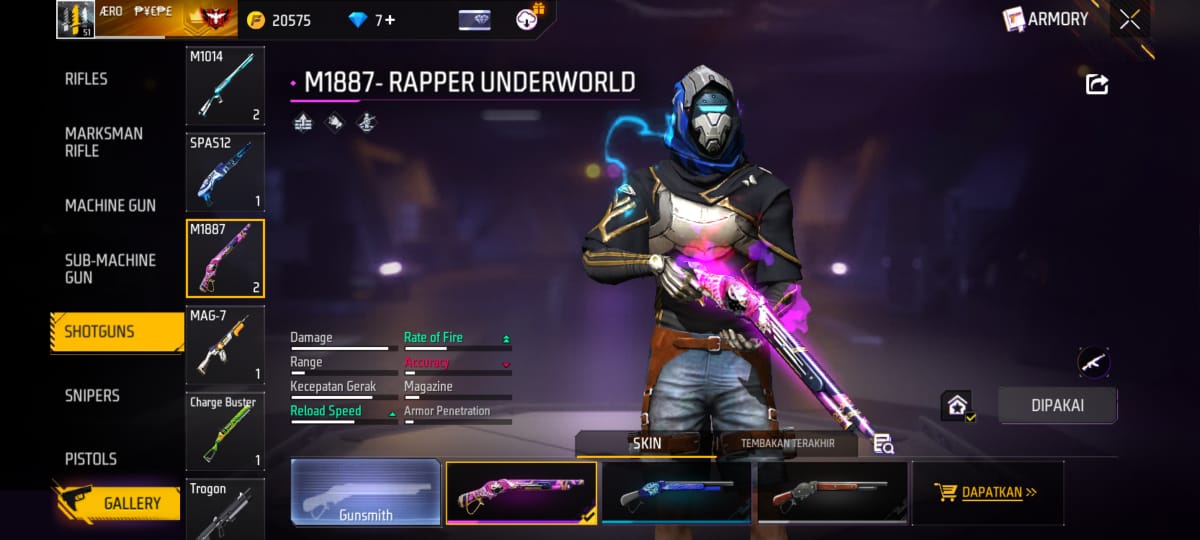 ÆRO ₱¥€₱E
51
20575
7+
ARMORY
RIFLES
MARKSMAN
RIFLE
MACHINE GUN
SUB-MACHINE
GUN
SHOTGUNS
SNIPERS
PISTOLS
GALLERY
M1014
2
SPAS12
1
M1887
2
MAG-7
1
Charge Buster
1
Trogon
M1887- RAPPER UNDERWORLD
Damage
Rate of Fire
Range
Accuracy
Kecepatan Gerak
Magazine
Reload Speed
Armor Penetration
DIPAKAI
SKIN
TEMBAKAN TERAKHIR
Gunsmith
DAPATKAN >>